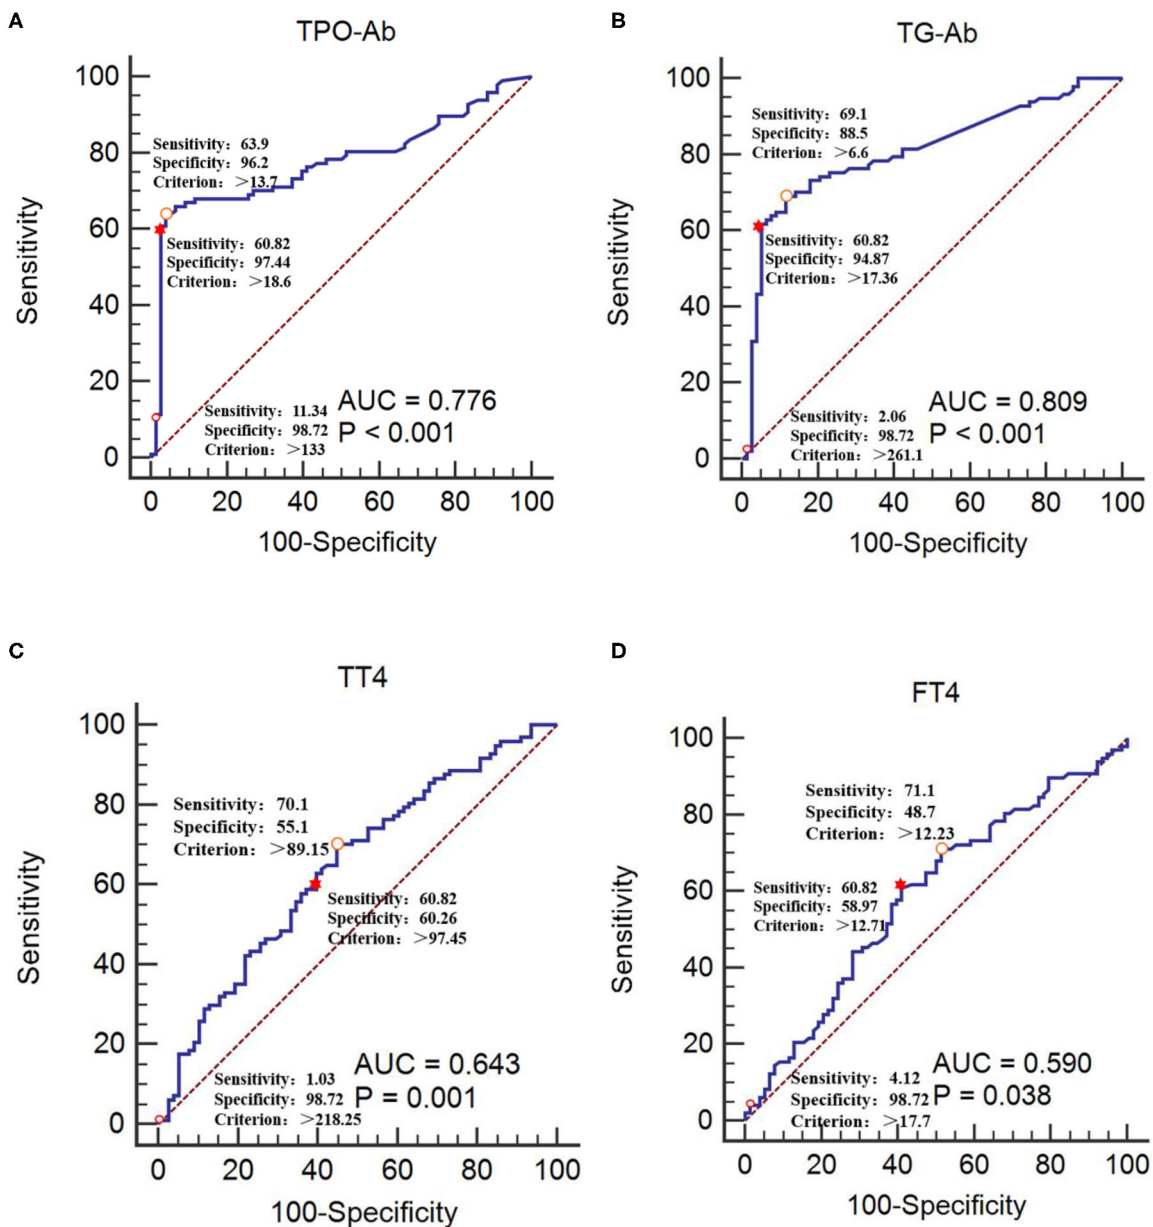 A
TPO-Ab
100
80
60
40
20
0
Sensitivity
Sensitivity: 63.9
Specificity: 96.2
Criterion: >13.7
Sensitivity: 60.82
Specificity: 97.44
Criterion: >18.6
Sensitivity: 11.34
Specificity: 98.72
Criterion: >133
AUC = 0.776
P < 0.001
0 20 40 60 80 100
100-Specificity
B
TG-Ab
100
80
60
40
20
0
Sensitivity
Sensitivity: 69.1
Specificity: 88.5
Criterion: >6.6
Sensitivity: 60.82
Specificity: 94.87
Criterion: >17.36
Sensitivity: 2.06
Specificity: 98.72
Criterion: >261.1
AUC = 0.809
P < 0.001
0 20 40 60 80 100
100-Specificity
C
TT4
100
80
60
40
20
0
Sensitivity
Sensitivity: 70.1
Specificity: 55.1
Criterion: >89.15
Sensitivity: 60.82
Specificity: 60.26
Criterion: >97.45
Sensitivity: 1.03
Specificity: 98.72
Criterion: >218.25
AUC = 0.643
P = 0.001
0 20 40 60 80 100
100-Specificity
D
FT4
100
80
60
40
20
0
Sensitivity
Sensitivity: 71.1
Specificity: 48.7
Criterion: >12.23
Sensitivity: 60.82
Specificity: 58.97
Criterion: >12.71
Sensitivity: 4.12
Specificity: 98.72
Criterion: >17.7
AUC = 0.590
P = 0.038
0 20 40 60 80 100
100-Specificity